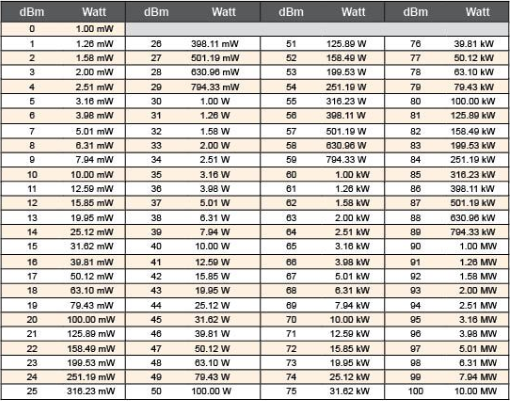 dBm Watt dBm Watt dBm Watt dBm Watt
0 1.00 mW
1 1.26 mW 26 398.11 mW 51 125.89 W 76 39.81 kW
2 1.58 mW 27 501.19 mW 52 158.49 W 77 50.12 kW
3 2.00 mW 28 630.96 mW 53 199.53 W 78 63.10 kW
4 2.51 mW 29 794.33 mW 54 251.19 W 79 79.43 kW
5 3.16 mW 30 1.00 W 55 316.23 W 80 100.00 kW
6 3.98 mW 31 1.26 W 56 398.11 W 81 125.89 kW
7 5.01 mW 32 1.58 W 57 501.19 W 82 158.49 kW
8 6.31 mW 33 2.00 W 58 630.96 W 83 199.53 kW
9 7.94 mW 34 2.51 W 59 794.33 W 84 251.19 kW
10 10.00 mW 35 3.16 W 60 1.00 kW 85 316.23 kW
11 12.59 mW 36 3.98 W 61 1.26 kW 86 398.11 kW
12 15.85 mW 37 5.01 W 62 1.58 kW 87 501.19 kW
13 19.95 mW 38 6.31 W 63 2.00 kW 88 630.96 kW
14 25.12 mW 39 7.94 W 64 2.51 kW 89 794.33 kW
15 31.62 mW 40 10.00 W 65 3.16 kW 90 1.00 MW
16 39.81 mW 41 12.59 W 66 3.98 kW 91 1.26 MW
17 50.12 mW 42 15.85 W 67 5.01 kW 92 1.58 MW
18 63.10 mW 43 19.95 W 68 6.31 kW 93 2.00 MW
19 79.43 mW 44 25.12 W 69 7.94 kW 94 2.51 MW
20 100.00 mW 45 31.62 W 70 10.00 kW 95 3.16 MW
21 125.89 mW 46 39.81 W 71 12.59 kW 96 3.98 MW
22 158.49 mW 47 50.12 W 72 15.85 kW 97 5.01 MW
23 199.53 mW 48 63.10 W 73 19.95 kW 98 6.31 MW
24 251.19 mW 49 79.43 W 74 25.12 kW 99 7.94 MW
25 316.23 mW 50 100.00 W 75 31.62 kW 100 10.00 MW